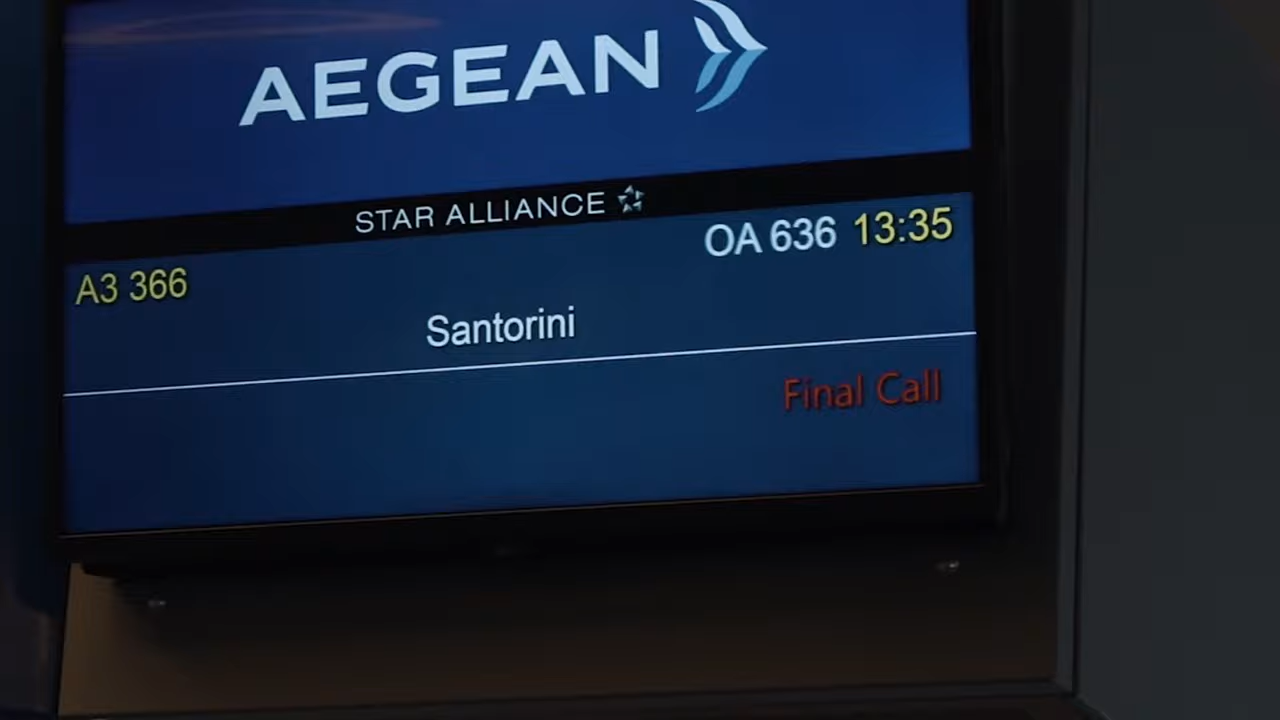 AEGEAN
STAR ALLIANCE
A3 366 OA 636 13:35
Santorini
Final Call